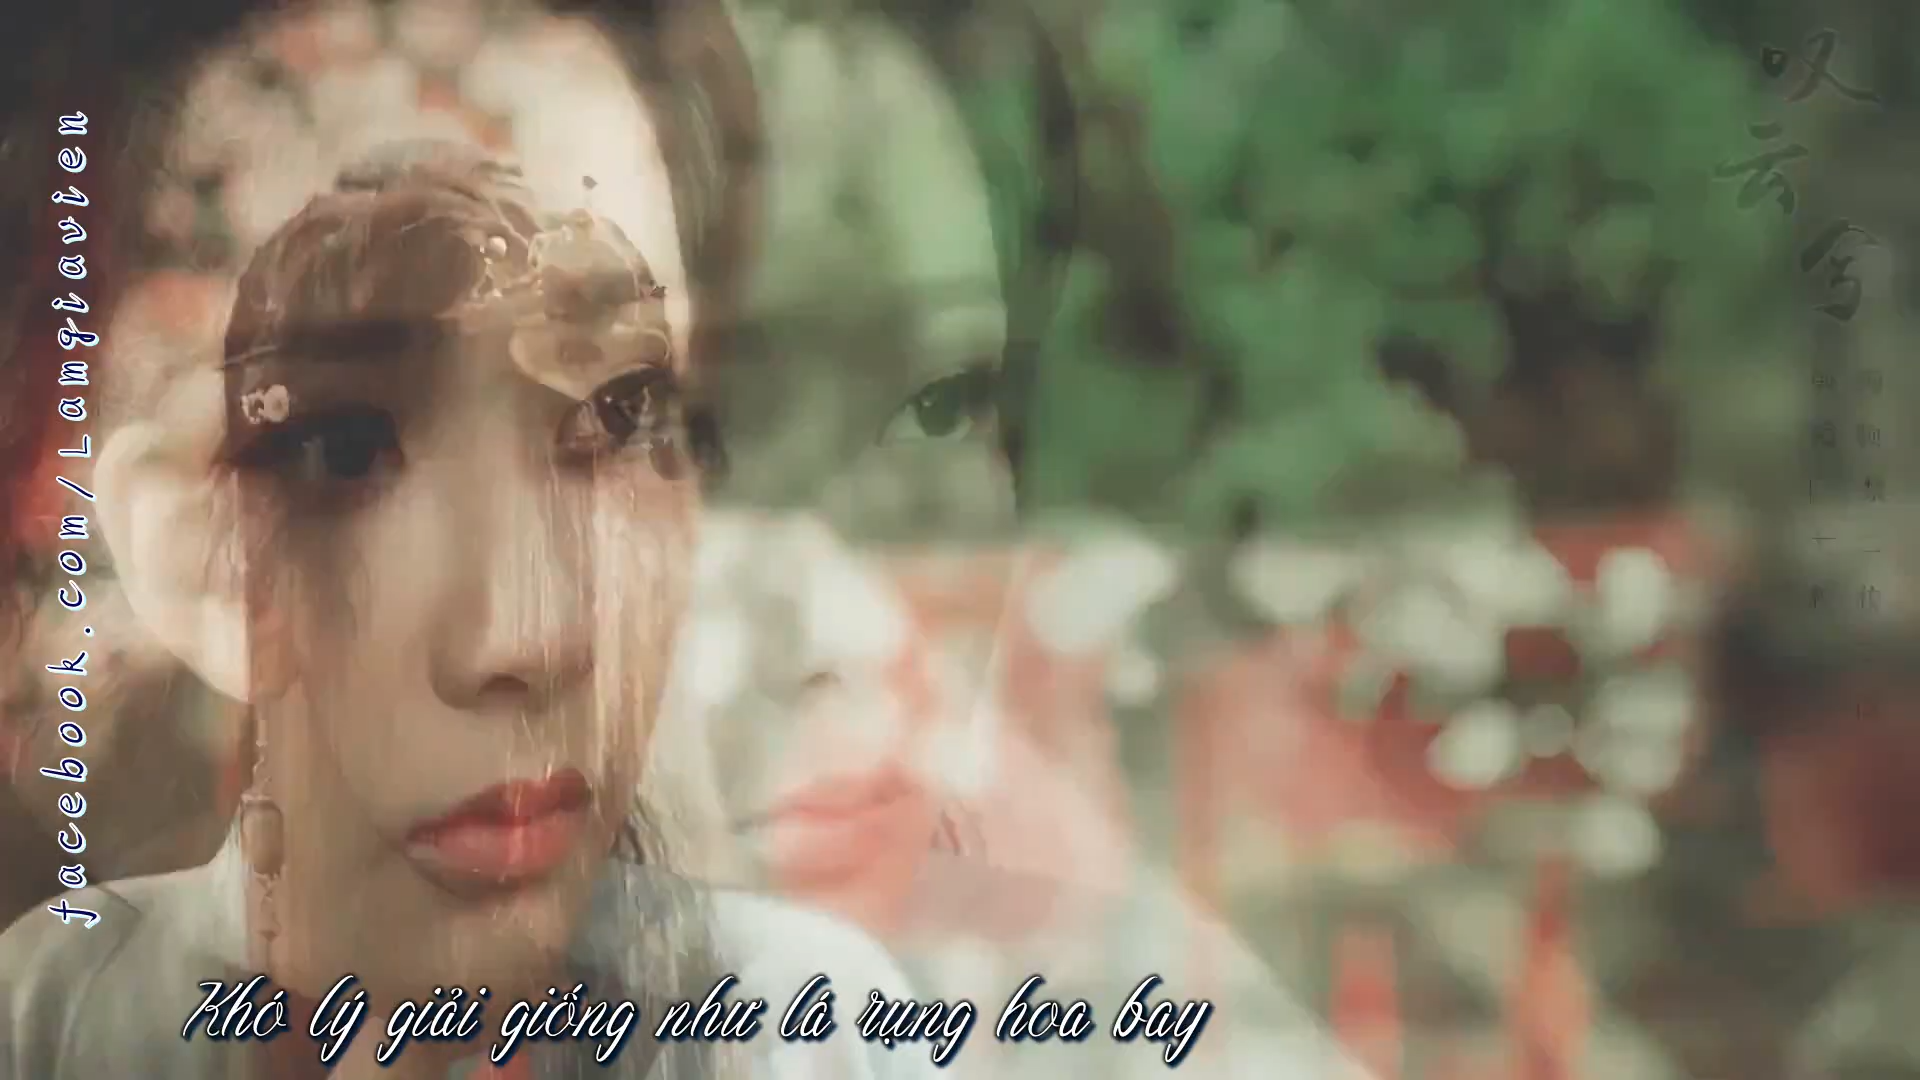 facebook.com/Lamgiavien
叹云兮
Khó lý giải giống như lá rụng hoa bay